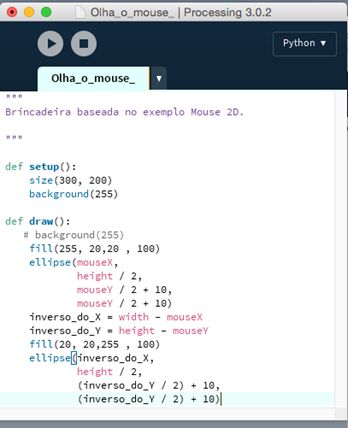 Olha_o_mouse_ | Processing 3.0.2
Python ▼
Olha_o_mouse_ ▼
"""
Brincadeira baseada no exemplo Mouse 2D.
"""
def setup():
    size(300, 200)
    background(255)
def draw():
   # background(255)
    fill(255, 20,20 , 100)
    ellipse(mouseX,
            height / 2,
            mouseY / 2 + 10,
            mouseY / 2 + 10)
    inverso_do_X = width - mouseX
    inverso_do_Y = height - mouseY
    fill(20, 20,255 , 100)
    ellipse(inverso_do_X,
            height / 2,
            (inverso_do_Y / 2) + 10,
            (inverso_do_Y / 2) + 10)